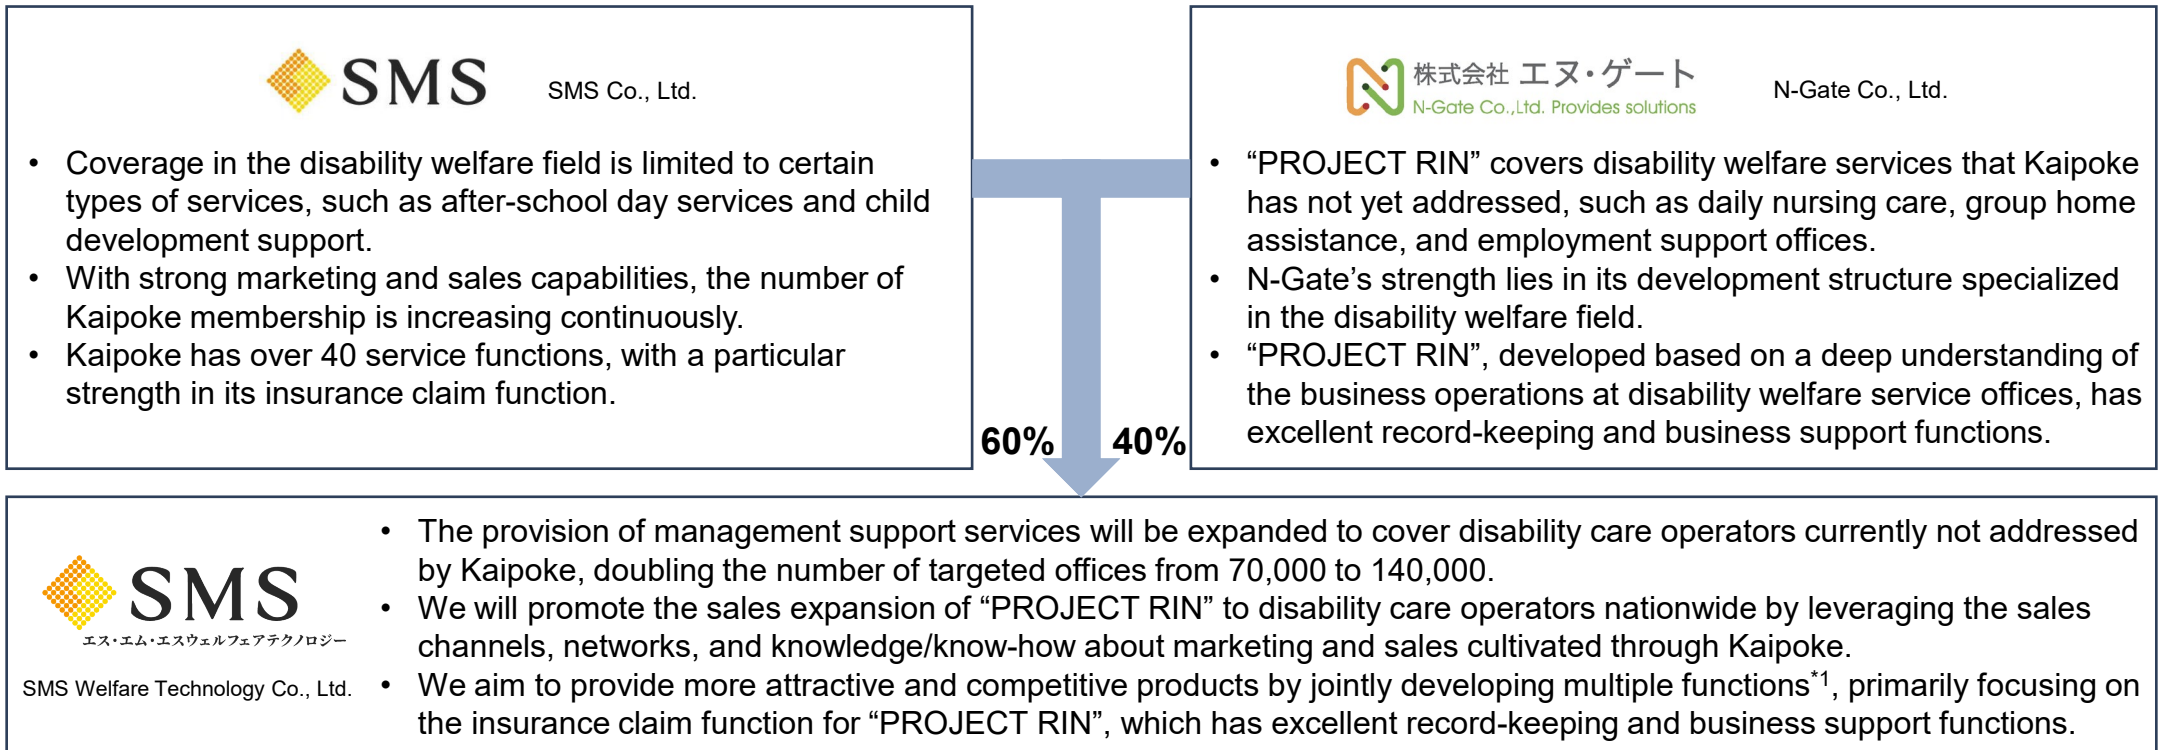 SMS
SMS Co., Ltd.
• Coverage in the disability welfare field is limited to certain
types of services, such as after-school day services and child
development support.
• With strong marketing and sales capabilities, the number of
Kaipoke membership is increasing continuously.
• Kaipoke has over 40 service functions, with a particular
strength in its insurance claim function.
株式会社 エヌ・ゲート
N-Gate Co.,Ltd. Provides solutions
N-Gate Co., Ltd.
• “PROJECT RIN” covers disability welfare services that Kaipoke
has not yet addressed, such as daily nursing care, group home
assistance, and employment support offices.
• N-Gate’s strength lies in its development structure specialized
in the disability welfare field.
• “PROJECT RIN”, developed based on a deep understanding of
the business operations at disability welfare service offices, has
excellent record-keeping and business support functions.
60%
40%
SMS
エス・エム・エスウェルフェアテクノロジー
SMS Welfare Technology Co., Ltd.
• The provision of management support services will be expanded to cover disability care operators currently not addressed
by Kaipoke, doubling the number of targeted offices from 70,000 to 140,000.
• We will promote the sales expansion of “PROJECT RIN” to disability care operators nationwide by leveraging the sales
channels, networks, and knowledge/know-how about marketing and sales cultivated through Kaipoke.
• We aim to provide more attractive and competitive products by jointly developing multiple functions*1, primarily focusing on
the insurance claim function for “PROJECT RIN”, which has excellent record-keeping and business support functions.